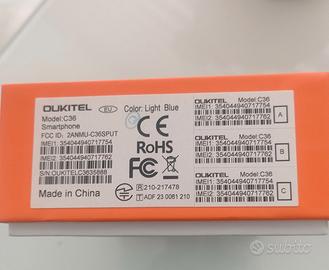 OUKITEL
EU
Color: Light Blue
Model:C36
Smartphone
FCC ID: 2ANMU-C36SPUT
IMEI1: 354044940717754
IMEI2: 354044940717762
S/N:OUKITELC3635888
Made in China
CE
RoHS
FC
R 210-217478
T ADF 23 0061 210
OUKITEL Model:C36
IMEI1: 354044940717754
IMEI2: 354044940717762
A
OUKITEL Model:C36
IMEI1: 354044940717754
IMEI2: 354044940717762
B
OUKITEL Model:C36
IMEI1: 354044940717754
IMEI2: 354044940717762
C
subito